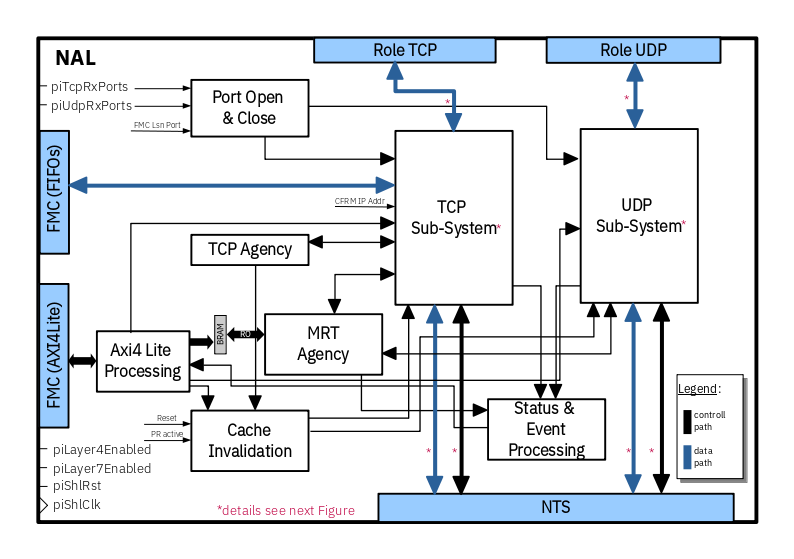 NAL
Role TCP
Role UDP
piTcpRxPorts
piUdpRxPorts
FMC Lsn Port
Port Open
& Close
*
*
FMC (FIFOs)
CFRM IP Addr
TCP
Sub-System*
UDP
Sub-System*
TCP Agency
FMC (AXI4Lite)
Axi4 Lite
Processing
BRAM
RO
MRT
Agency
Legend:
controll
path
data
path
Reset
PR active
Cache
Invalidation
Status &
Event
Processing
piLayer4Enabled
piLayer7Enabled
piShlRst
piShlClk
*
*
*
*
*details see next Figure
NTS